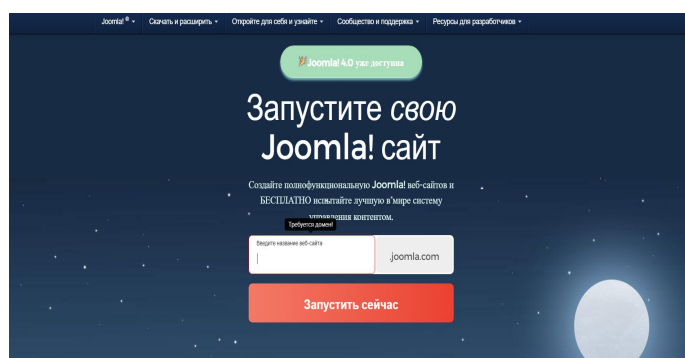 Joomla! ® Скачать и расширить Откройте для себя и узнайте Сообщество и поддержка Ресурсы для разработчиков
Joomla! 4.0 уже доступна
Запустите свою
Joomla! сайт
Создайте полнофункциональную Joomla! веб-сайтов и
БЕСПЛАТНО испытайте лучшую в мире систему
управления контентом.
Требуется домен!
Введите название веб-сайта
.joomla.com
Запустить сейчас